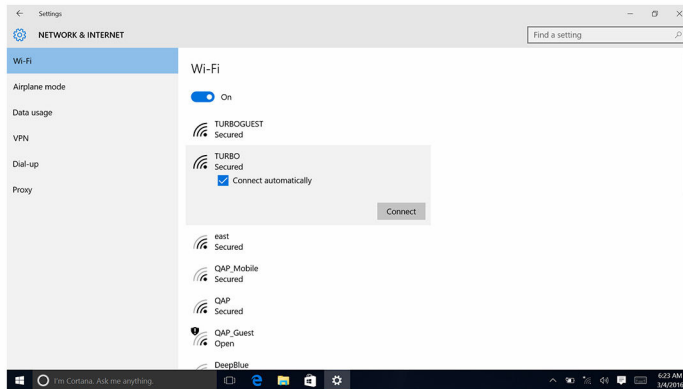 Settings
NETWORK & INTERNET
Find a setting
Wi-Fi
Airplane mode
Data usage
VPN
Dial-up
Proxy
Wi-Fi
On
TURBOGUEST
Secured
TURBO
Secured
Connect automatically
Connect
east
Secured
QAP_Mobile
Secured
QAP
Secured
QAP_Guest
Open
DeepBlue
I'm Cortana. Ask me anything.
6:23 AM
3/4/2016